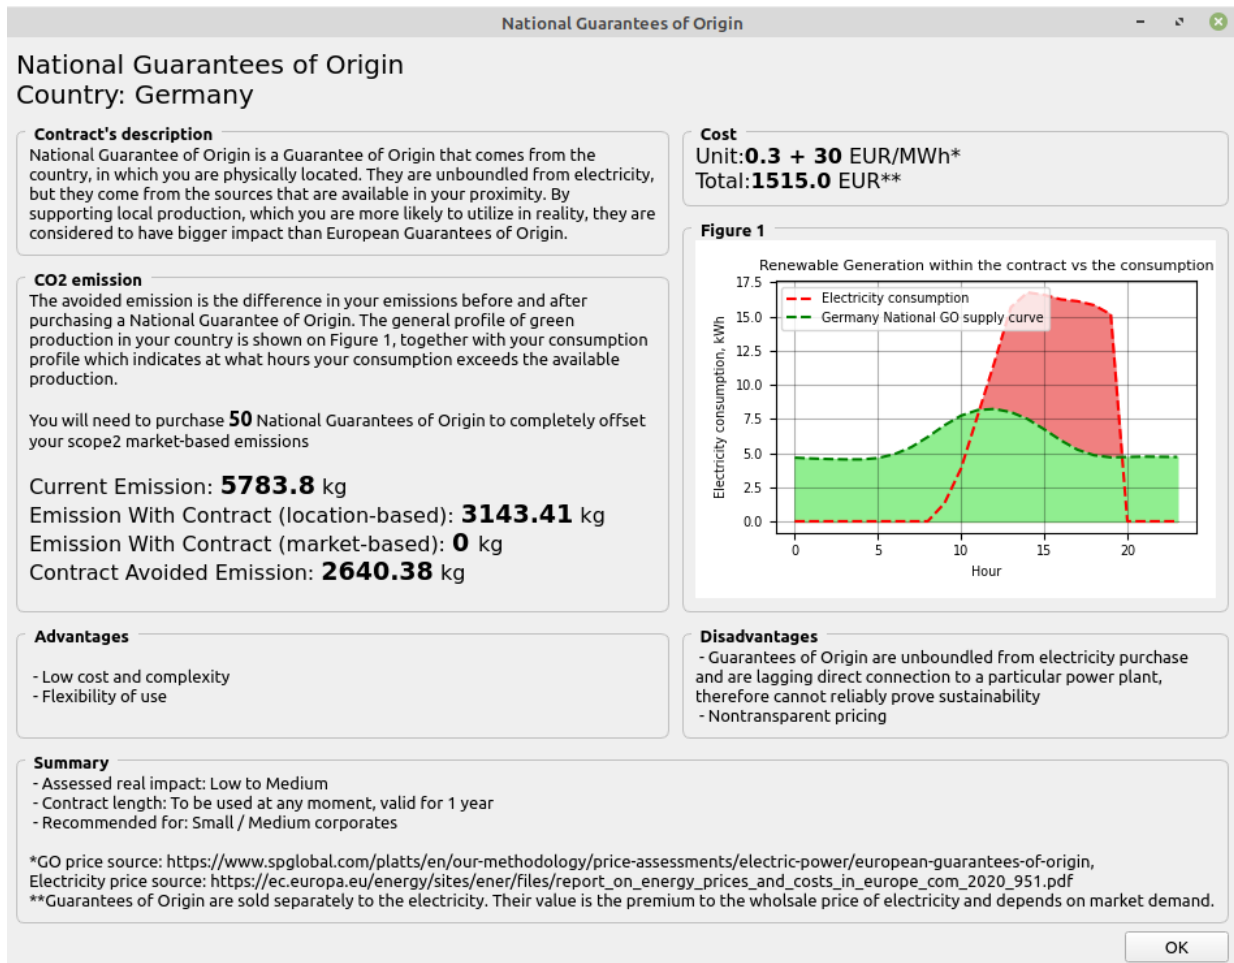 National Guarantees of Origin
National Guarantees of Origin
Country: Germany
Contract's description
National Guarantee of Origin is a Guarantee of Origin that comes from the
country, in which you are physically located. They are unbounded from electricity,
but they come from the sources that are available in your proximity. By
supporting local production, which you are more likely to utilize in reality, they are
considered to have bigger impact than European Guarantees of Origin.
Cost
Unit:0.3 + 30 EUR/MWh*
Total:1515.0 EUR**
CO2 emission
The avoided emission is the difference in your emissions before and after
purchasing a National Guarantee of Origin. The general profile of green
production in your country is shown on Figure 1, together with your consumption
profile which indicates at what hours your consumption exceeds the available
production.
You will need to purchase 50 National Guarantees of Origin to completely offset
your scope2 market-based emissions
Current Emission: 5783.8 kg
Emission With Contract (location-based): 3143.41 kg
Emission With Contract (market-based): 0 kg
Contract Avoided Emission: 2640.38 kg
Figure 1
Renewable Generation within the contract vs the consumption
Electricity consumption
Germany National GO supply curve
Electricity consumption, kWh
17.5
15.0
12.5
10.0
7.5
5.0
2.5
0.0
0 5 10 15 20
Hour
Advantages
- Low cost and complexity
- Flexibility of use
Disadvantages
- Guarantees of Origin are unboundled from electricity purchase
and are lagging direct connection to a particular power plant,
therefore cannot reliably prove sustainability
- Nontransparent pricing
Summary
- Assessed real impact: Low to Medium
- Contract length: To be used at any moment, valid for 1 year
- Recommended for: Small / Medium corporates
*GO price source: https://www.spglobal.com/platts/en/our-methodology/price-assessments/electric-power/european-guarantees-of-origin,
Electricity price source: https://ec.europa.eu/energy/sites/ener/files/report_on_energy_prices_and_costs_in_europe_com_2020_951.pdf
**Guarantees of Origin are sold separately to the electricity. Their value is the premium to the wholsale price of electricity and depends on market demand.
OK